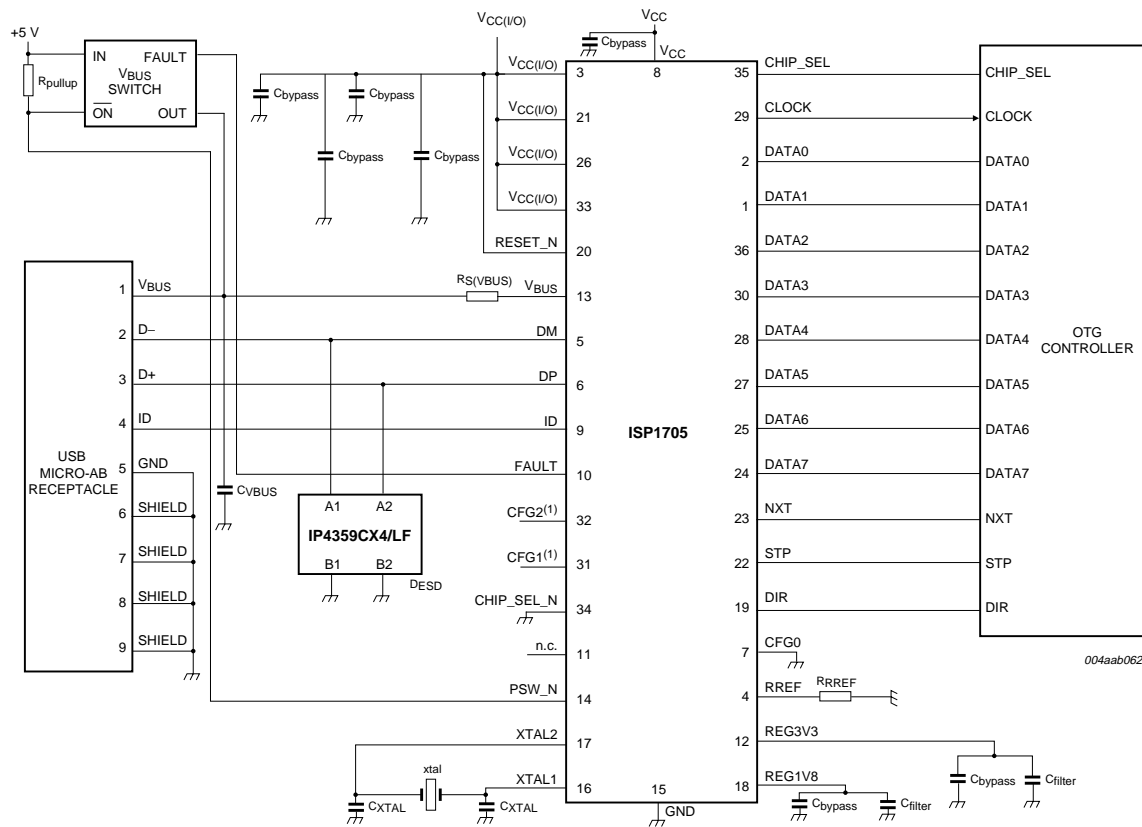 +5 V
IN
FAULT
VBUS
SWITCH
ON
OUT
Rpullup
VCC(I/O)
VCC
Cbypass
VCC
8
Cbypass
Cbypass
Cbypass
Cbypass
VCC(I/O)
3
VCC(I/O)
21
VCC(I/O)
26
VCC(I/O)
33
RESET_N
20
RS(VBUS)
VBUS
13
DM
5
DP
6
ID
9
FAULT
10
CFG2(1)
32
CFG1(1)
31
CHIP_SEL_N
34
n.c.
11
PSW_N
14
XTAL2
17
XTAL1
16
xtal
CXTAL
CXTAL
15
GND
ISP1705
USB
MICRO-AB
RECEPTACLE
1 VBUS
2 D–
3 D+
4 ID
5 GND
6 SHIELD
7 SHIELD
8 SHIELD
9 SHIELD
CVBUS
A1 A2
IP4359CX4/LF
B1 B2
DESD
35 CHIP_SEL CHIP_SEL
29 CLOCK CLOCK
2 DATA0 DATA0
1 DATA1 DATA1
36 DATA2 DATA2
30 DATA3 DATA3
28 DATA4 DATA4
27 DATA5 DATA5
25 DATA6 DATA6
24 DATA7 DATA7
23 NXT NXT
22 STP STP
19 DIR DIR
7 CFG0
4 RREF
RRREF
12 REG3V3
Cbypass
Cfilter
18 REG1V8
Cbypass
Cfilter
OTG
CONTROLLER
004aab062